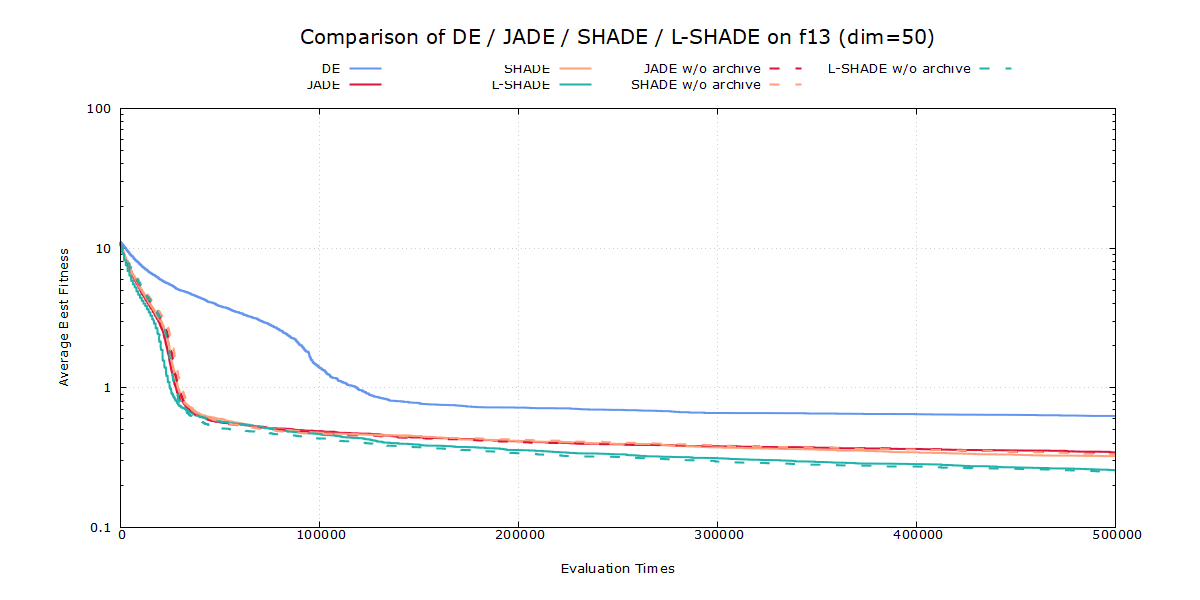 Comparison of DE / JADE / SHADE / L-SHADE on f13 (dim=50)
DE SHADE JADE w/o archive L-SHADE w/o archive
JADE L-SHADE SHADE w/o archive
100
10
1
0.1
Average Best Fitness
0 100000 200000 300000 400000 500000
Evaluation Times